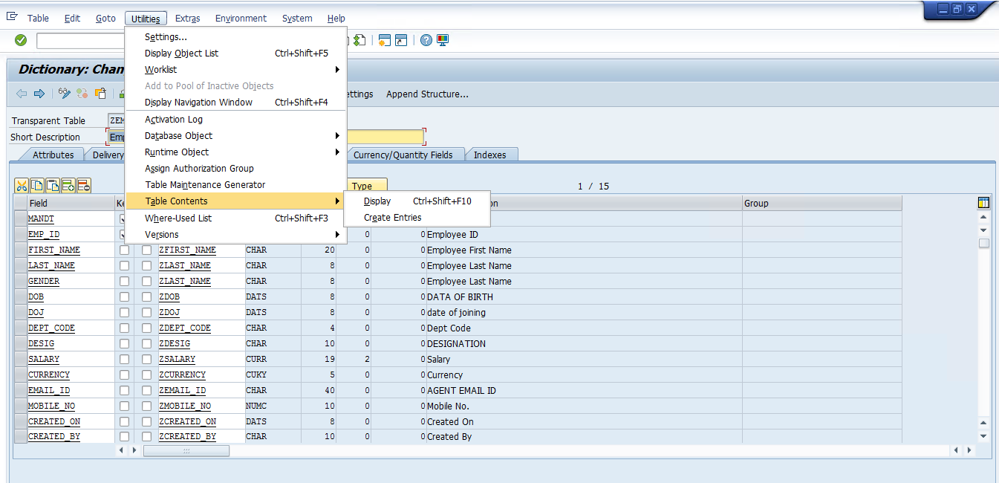 Table Edit Goto Utilities Extras Environment System Help
Settings...
Display Object List Ctrl+Shift+F5
Worklist
Add to Pool of Inactive Objects
Display Navigation Window Ctrl+Shift+F4
Activation Log
Database Object
Runtime Object
Assign Authorization Group
Table Maintenance Generator
Table Contents
Where-Used List Ctrl+Shift+F3
Versions
Display Ctrl+Shift+F10
Create Entries
Dictionary: Chan
ettings Append Structure...
Transparent Table ZEM
Short Description Emp
Attributes Delivery Currency/Quantity Fields Indexes
Type 1 / 15
Field Ke on Group
MANDT
EMP_ID 0 0 Employee ID
FIRST_NAME ZFIRST_NAME CHAR 20 0 0 Employee First Name
LAST_NAME ZLAST_NAME CHAR 8 0 0 Employee Last Name
GENDER ZLAST_NAME CHAR 8 0 0 Employee Last Name
DOB ZDOB DATS 8 0 0 DATA OF BIRTH
DOJ ZDOJ DATS 8 0 0 date of joining
DEPT_CODE ZDEPT_CODE CHAR 4 0 0 Dept Code
DESIG ZDESIG CHAR 10 0 0 DESIGNATION
SALARY ZSALARY CURR 19 2 0 Salary
CURRENCY ZCURRENCY CUKY 5 0 0 Currency
EMAIL_ID ZEMAIL_ID CHAR 40 0 0 AGENT EMAIL ID
MOBILE_NO ZMOBILE_NO NUMC 10 0 0 Mobile No.
CREATED_ON ZCREATED_ON DATS 8 0 0 Created On
CREATED_BY ZCREATED_BY CHAR 10 0 0 Created By